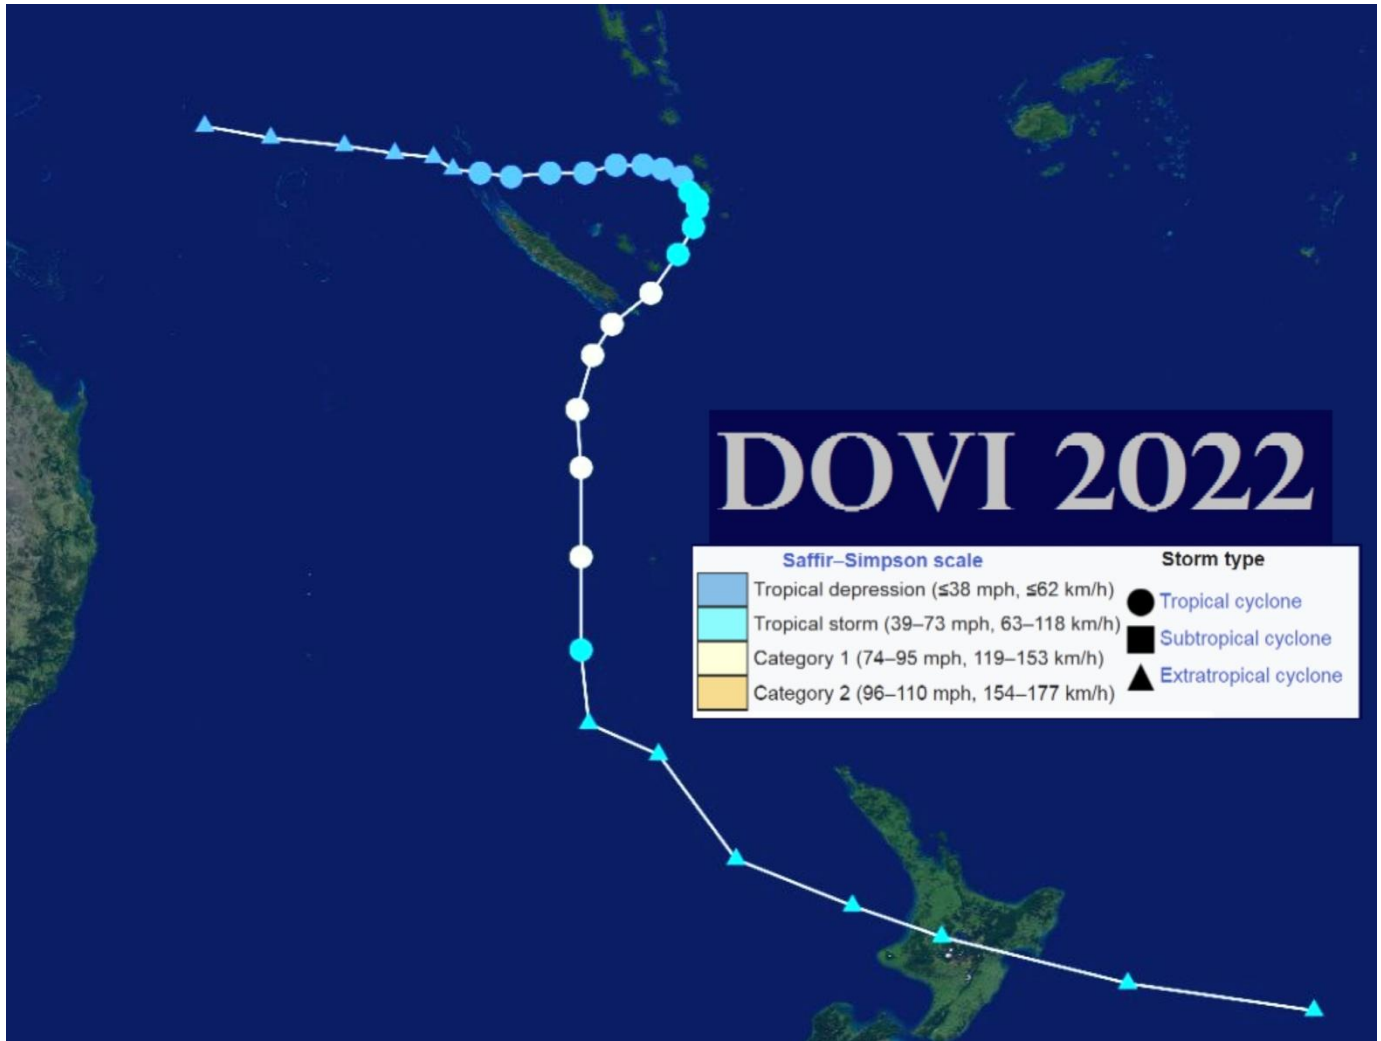 DOVI 2022
Saffir–Simpson scale
Tropical depression (≤38 mph, ≤62 km/h)
Tropical storm (39–73 mph, 63–118 km/h)
Category 1 (74–95 mph, 119–153 km/h)
Category 2 (96–110 mph, 154–177 km/h)
Storm type
Tropical cyclone
Subtropical cyclone
Extratropical cyclone